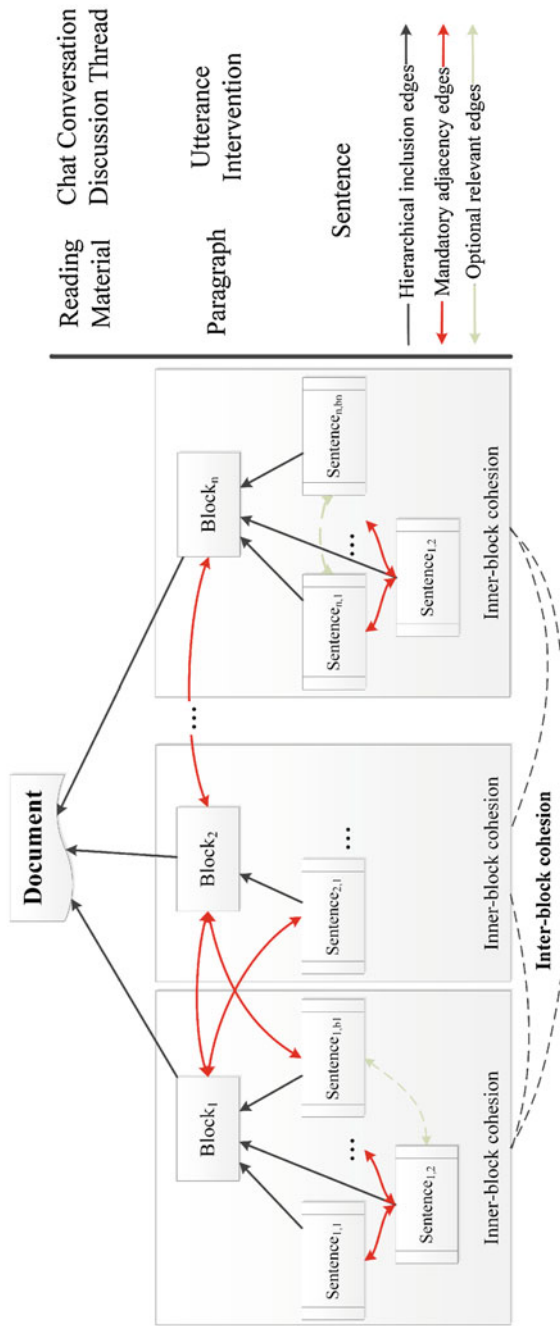 Document
Reading
Material
Chat Conversation
Discussion Thread
Block1
Block2
...
Blockn
Paragraph
Utterance
Intervention
Sentence1,1
...
Sentence1,b1
Sentence1,2
Sentence2,1
...
Sentencen,1
...
Sentencen,bn
Sentence1,2
Sentence
Inner-block cohesion
Inner-block cohesion
Inner-block cohesion
Inter-block cohesion
Hierarchical inclusion edges
Mandatory adjacency edges
Optional relevant edges